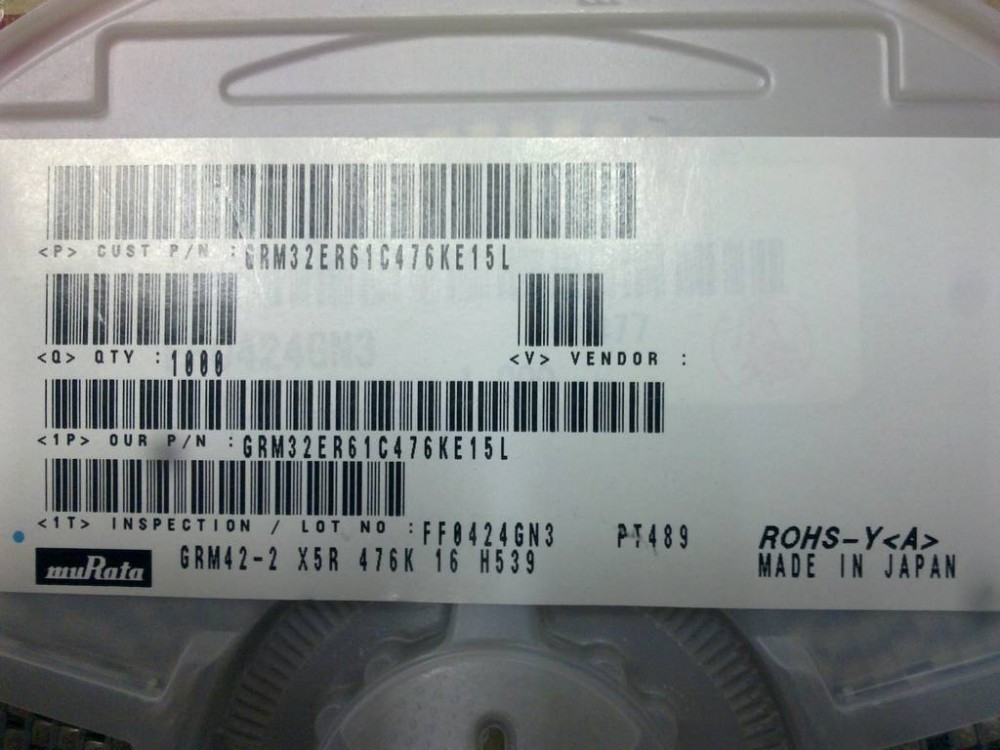 <P> CUST P/N :GRM32ER61C476KE15L
<Q> QTY :1000
<V> VENDOR :
<1P> OUR P/N :GRM32ER61C476KE15L
<1T> INSPECTION / LOT NO :FF0424GN3 PT489 ROHS-Y<A>
muRata GRM42-2 X5R 476K 16 H539 MADE IN JAPAN